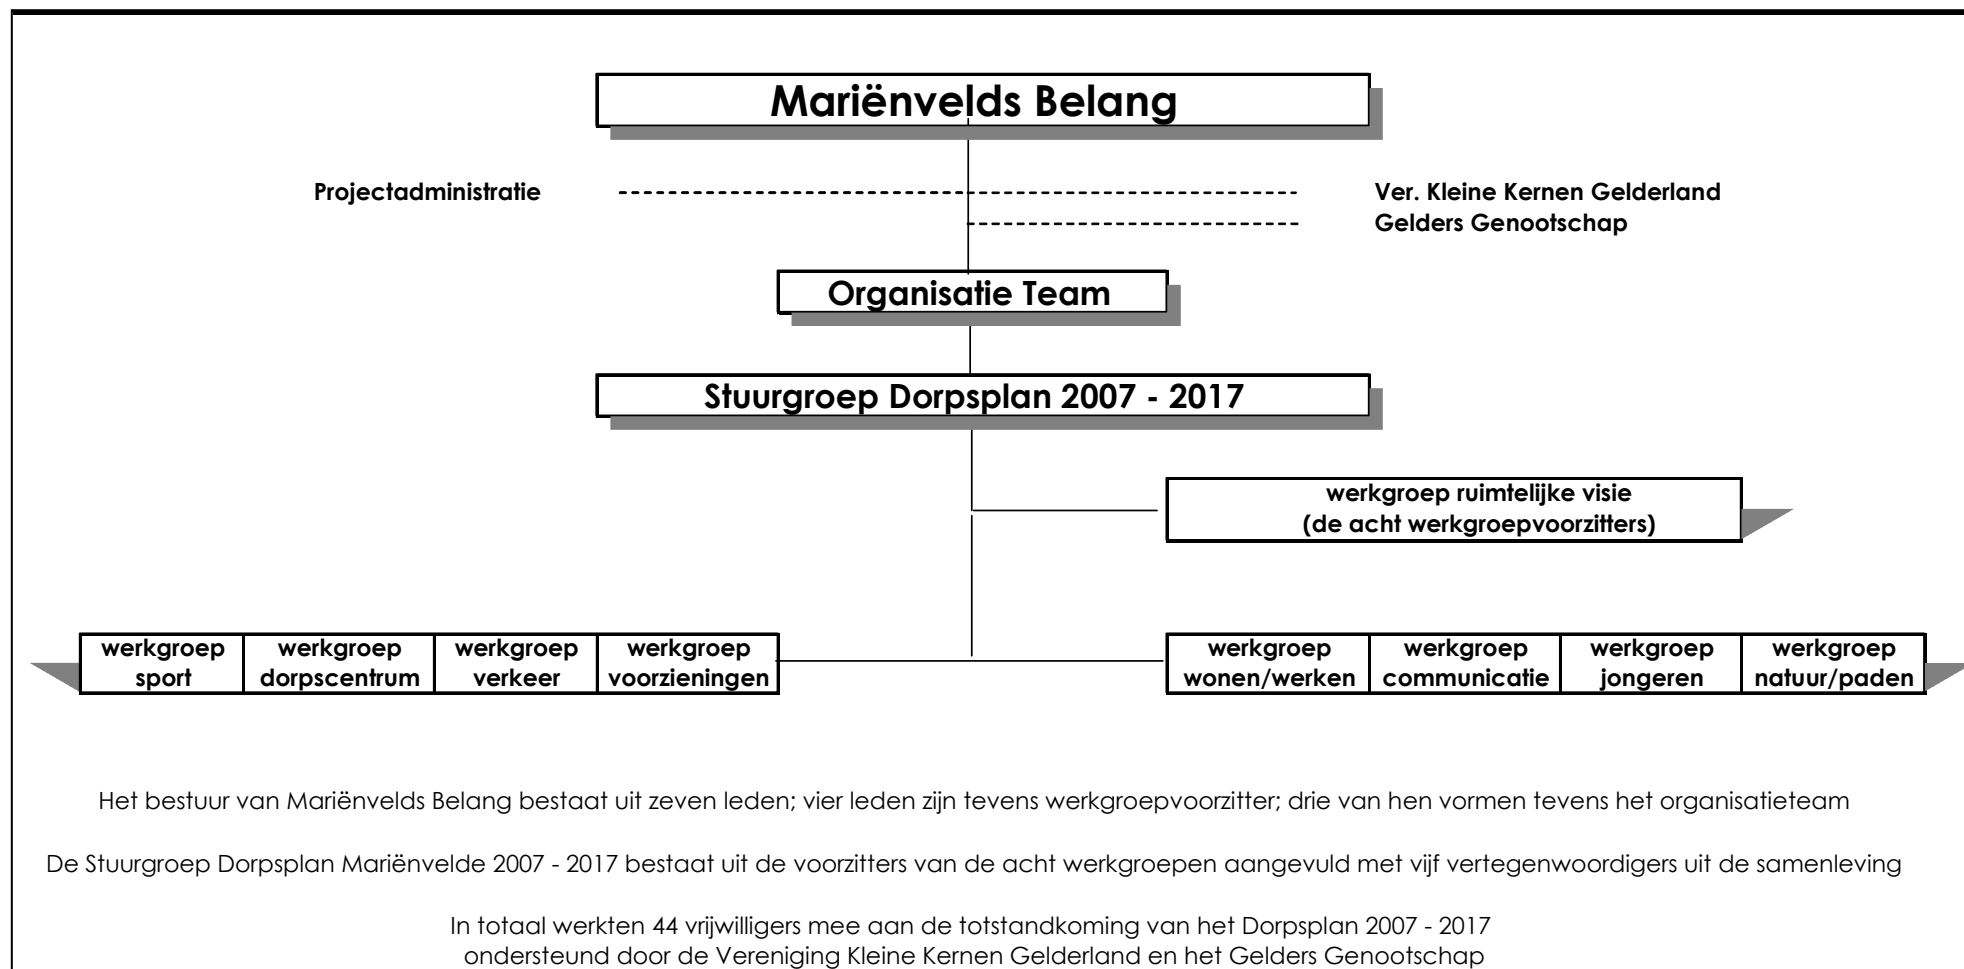 Mariënvelds Belang
Projectadministratie
Ver. Kleine Kernen Gelderland
Gelders Genootschap
Organisatie Team
Stuurgroep Dorpsplan 2007 - 2017
werkgroep ruimtelijke visie
(de acht werkgroepvoorzitters)
werkgroep
sport
werkgroep
dorpscentrum
werkgroep
verkeer
werkgroep
voorzieningen
werkgroep
wonen/werken
werkgroep
communicatie
werkgroep
jongeren
werkgroep
natuur/paden
Het bestuur van Mariënvelds Belang bestaat uit zeven leden; vier leden zijn tevens werkgroepvoorzitter; drie van hen vormen tevens het organisatieteam
De Stuurgroep Dorpsplan Mariënvelde 2007 - 2017 bestaat uit de voorzitters van de acht werkgroepen aangevuld met vijf vertegenwoordigers uit de samenleving
In totaal werkten 44 vrijwilligers mee aan de totstandkoming van het Dorpsplan 2007 - 2017
ondersteund door de Vereniging Kleine Kernen Gelderland en het Gelders Genootschap